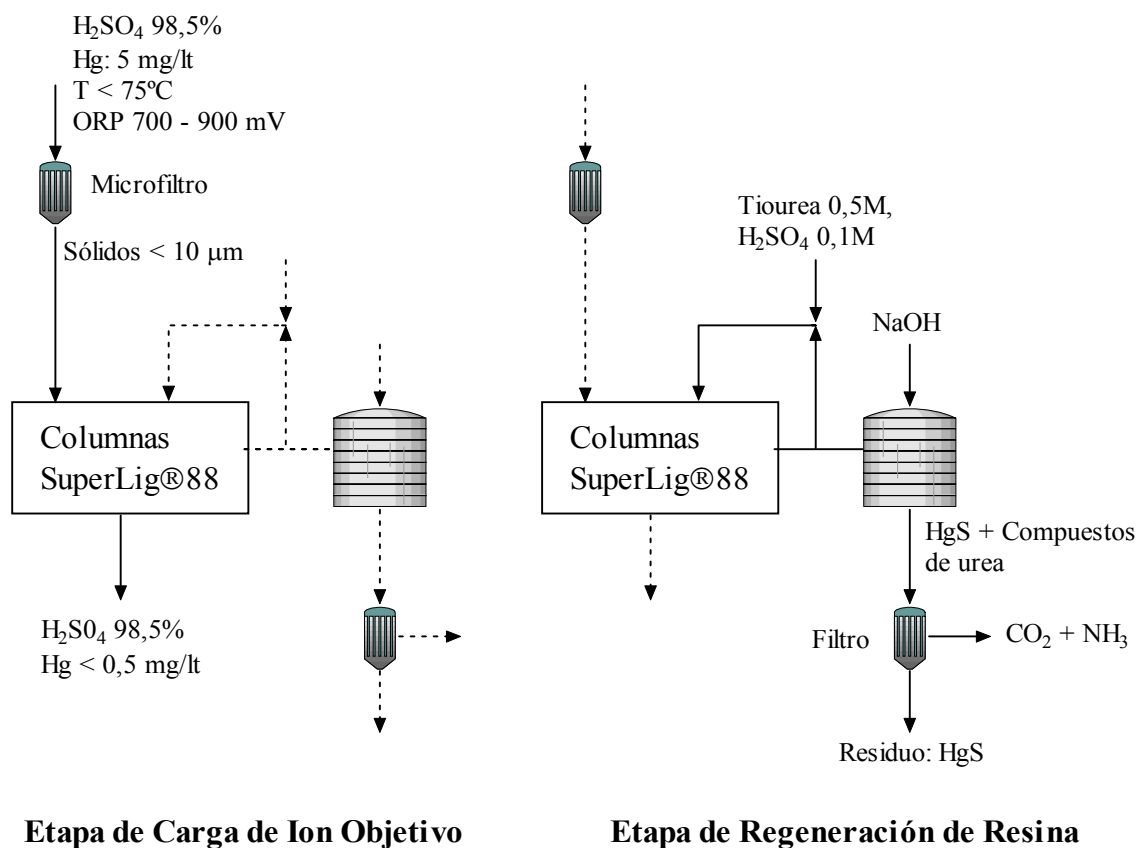 H₂SO₄ 98,5%
Hg: 5 mg/lt
T < 75ºC
ORP 700 - 900 mV
Microfiltro
Sólidos < 10 μm
Columnas
SuperLig®88
H₂S0₄ 98,5%
Hg < 0,5 mg/lt
Etapa de Carga de Ion Objetivo
Tiourea 0,5M,
H₂SO₄ 0,1M
NaOH
Columnas
SuperLig®88
HgS + Compuestos
de urea
Filtro
CO₂ + NH₃
Residuo: HgS
Etapa de Regeneración de Resina